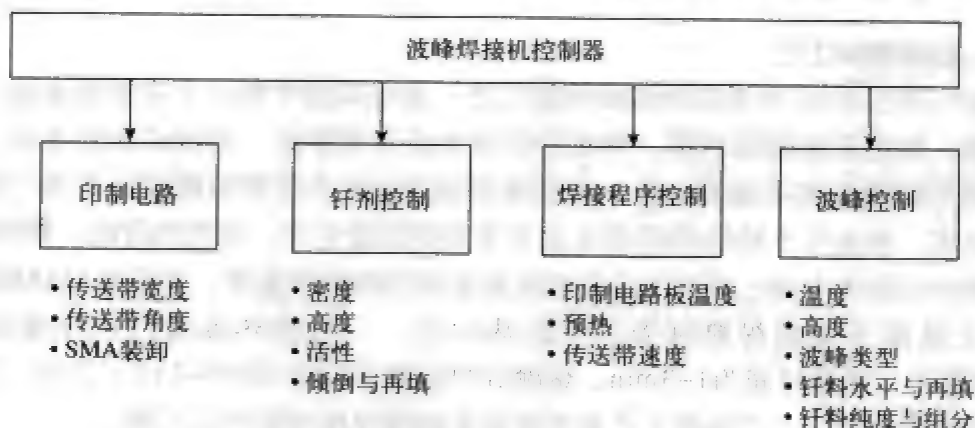 波峰焊接机控制器
印制电路
钎剂控制
焊接程序控制
波峰控制
• 传送带宽度
• 传送带角度
• SMA装卸
• 密度
• 高度
• 活性
• 倾倒与再填
• 印制电路板温度
• 预热
• 传送带速度
• 温度
• 高度
• 波峰类型
• 钎料水平与再填
• 钎料纯度与组分